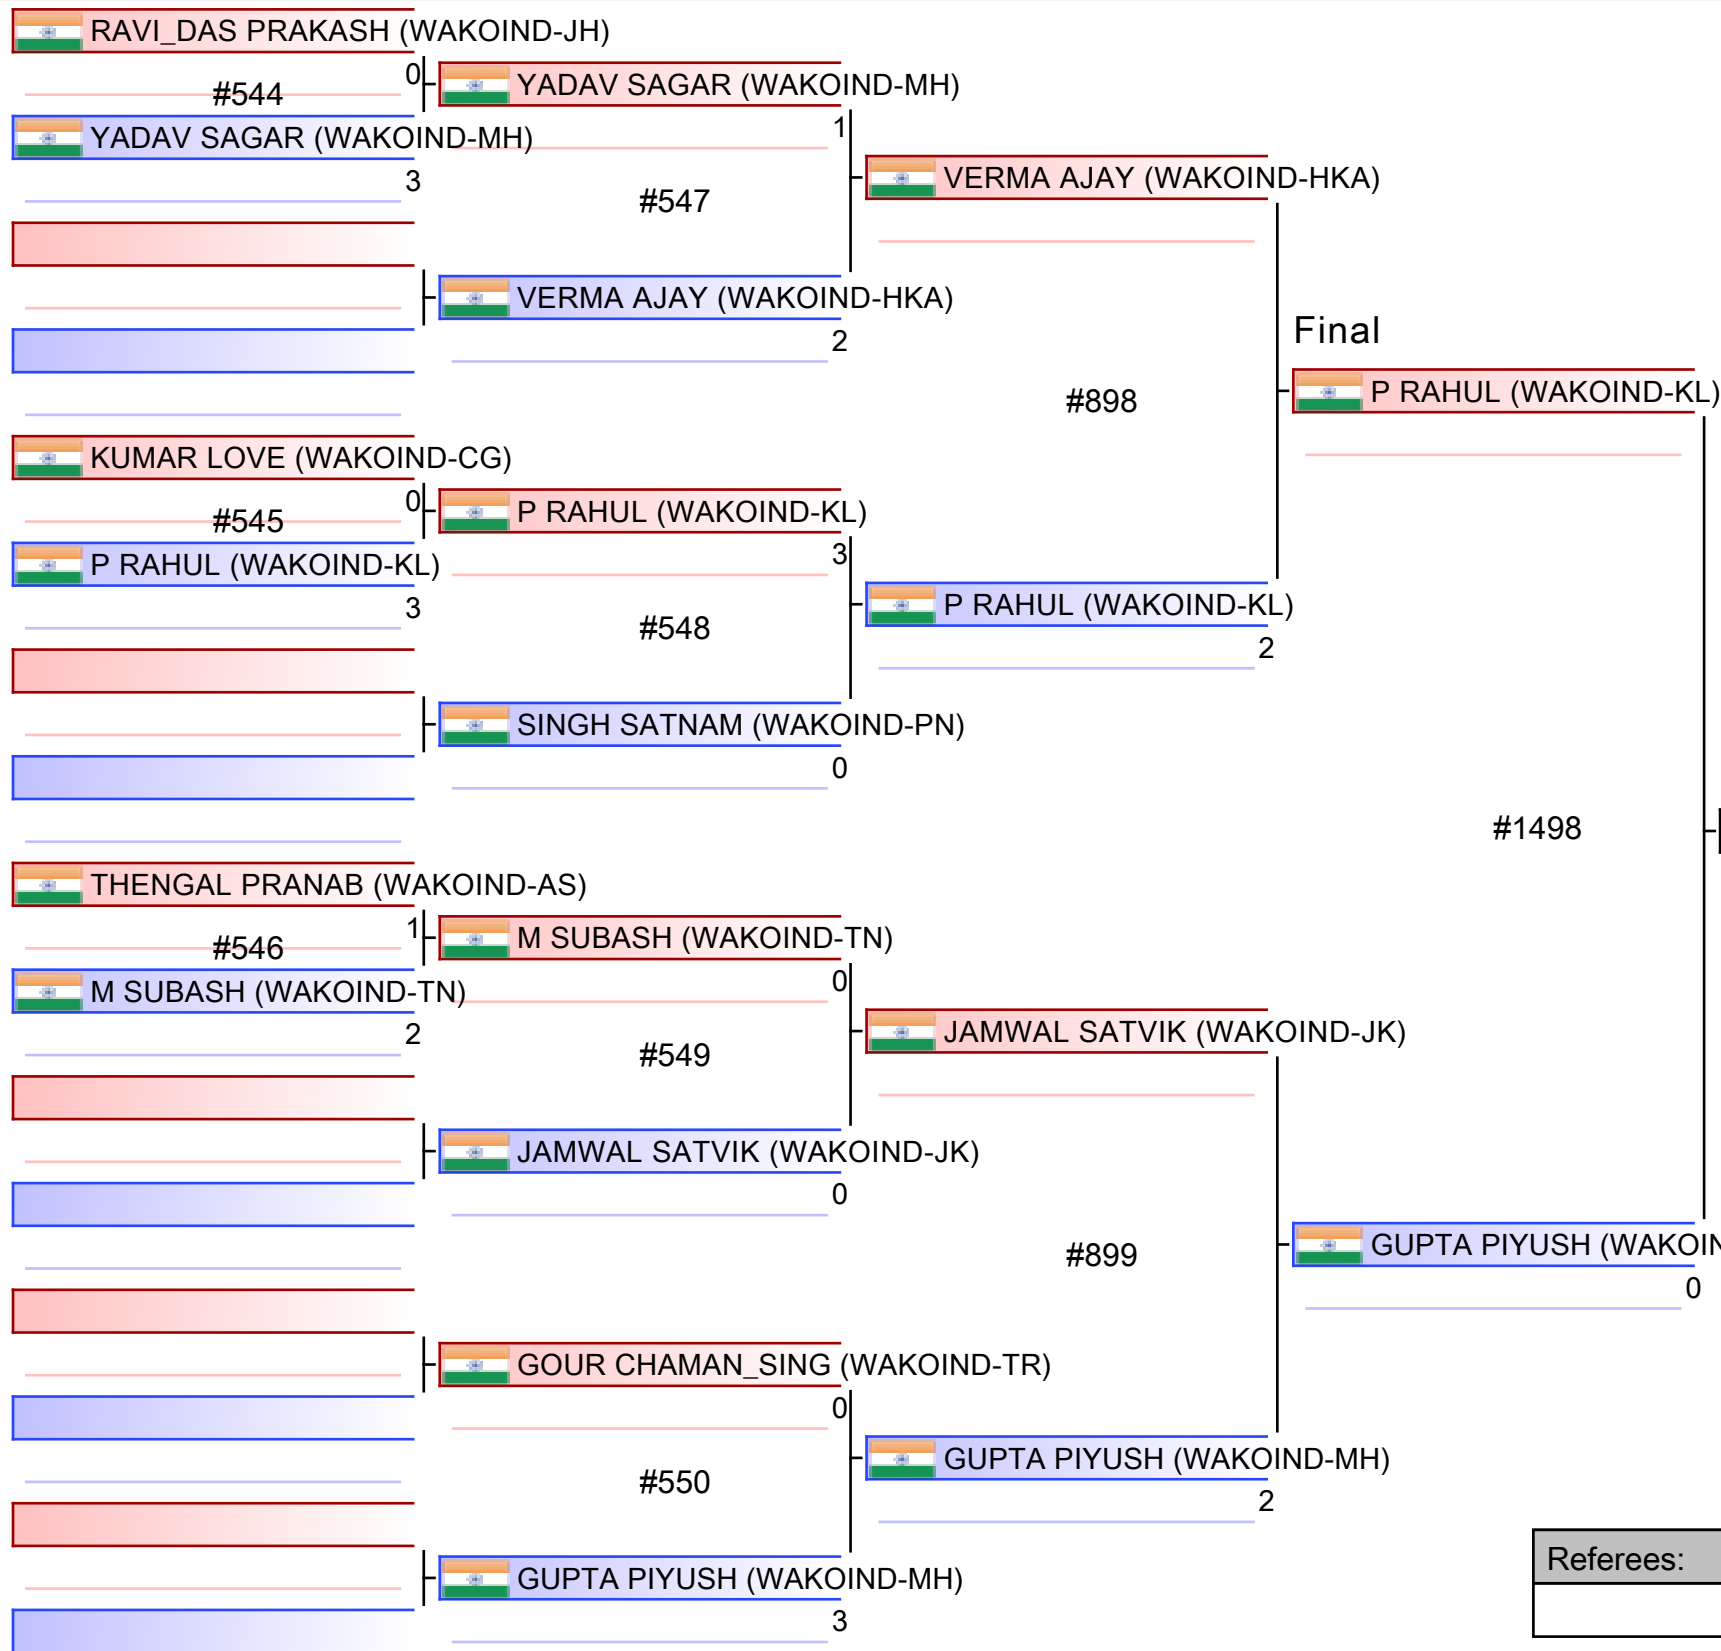 RAVI_DAS PRAKASH (WAKOIND-JH)
0
#544
YADAV SAGAR (WAKOIND-MH)
3
KUMAR LOVE (WAKOIND-CG)
0
#545
P RAHUL (WAKOIND-KL)
3
THENGAL PRANAB (WAKOIND-AS)
1
#546
M SUBASH (WAKOIND-TN)
2
YADAV SAGAR (WAKOIND-MH)
1
#547
VERMA AJAY (WAKOIND-HKA)
2
P RAHUL (WAKOIND-KL)
3
#548
SINGH SATNAM (WAKOIND-PN)
0
M SUBASH (WAKOIND-TN)
0
#549
JAMWAL SATVIK (WAKOIND-JK)
0
GOUR CHAMAN_SING (WAKOIND-TR)
0
#550
GUPTA PIYUSH (WAKOIND-MH)
3
VERMA AJAY (WAKOIND-HKA)
#898
P RAHUL (WAKOIND-KL)
2
JAMWAL SATVIK (WAKOIND-JK)
#899
GUPTA PIYUSH (WAKOIND-MH)
2
Final
P RAHUL (WAKOIND-KL)
#1498
GUPTA PIYUSH
0
Referees: